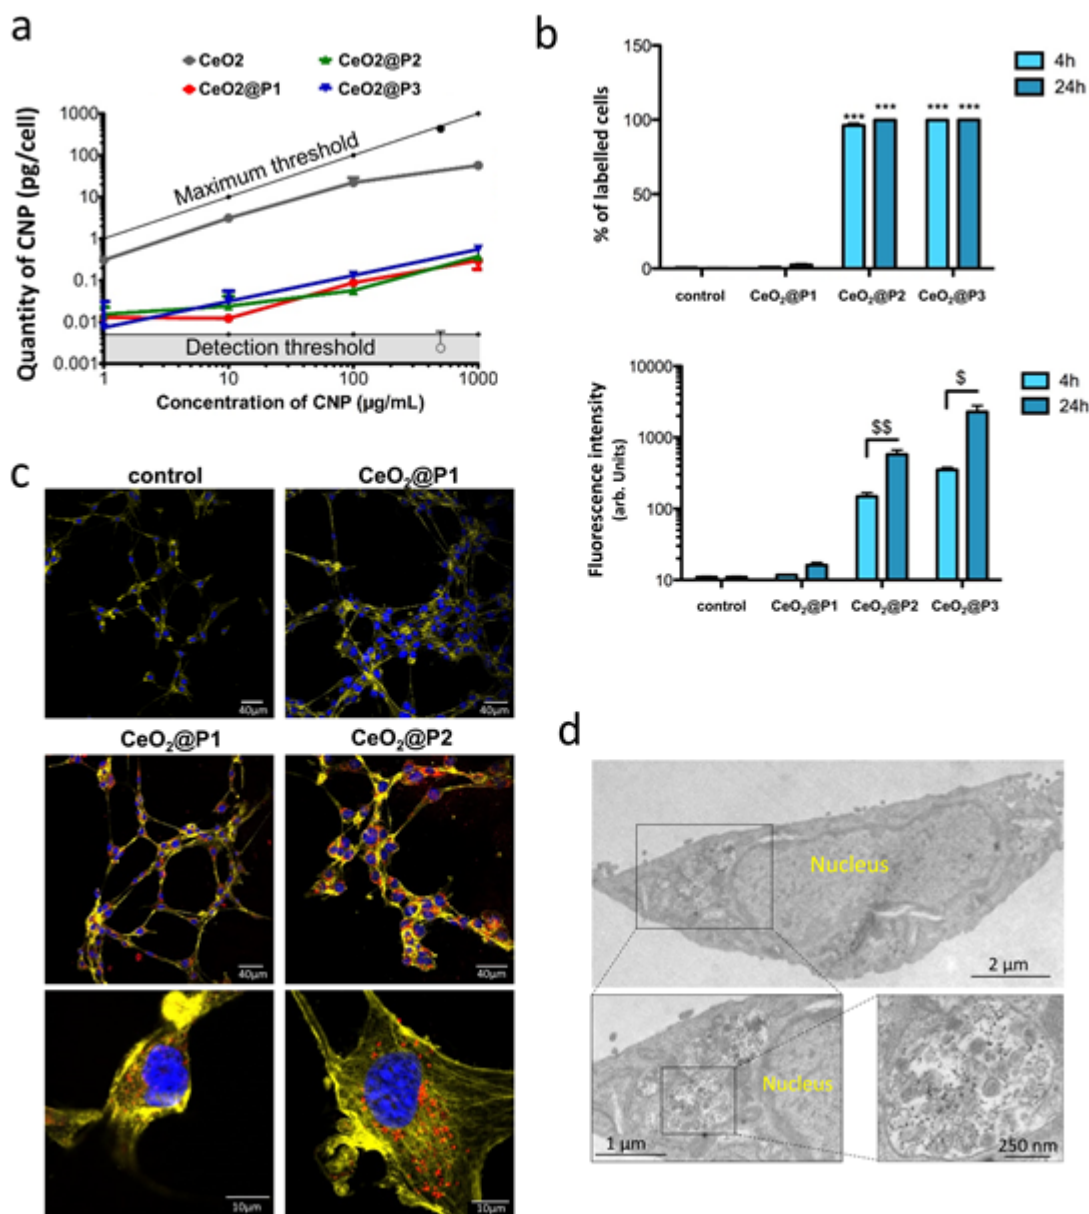 a
CeO2
CeO2@P2
CeO2@P1
CeO2@P3
Quantity of CNP (pg/cell)
1000
100
10
1
0.1
0.01
0.001
Maximum threshold
Detection threshold
1
10
100
1000
Concentration of CNP (µg/mL)
b
% of labelled cells
150
100
50
0
4h
24h
*** *** *** ***
control
CeO₂@P1
CeO₂@P2
CeO₂@P3
Fluorescence intensity
(arb. Units)
10000
1000
100
10
4h
24h
$$
$
control
CeO₂@P1
CeO₂@P2
CeO₂@P3
c
control
CeO₂@P1
40µm
40µm
CeO₂@P1
CeO₂@P2
40µm
40µm
10µm
10µm
d
Nucleus
2 µm
Nucleus
1 µm
250 nm